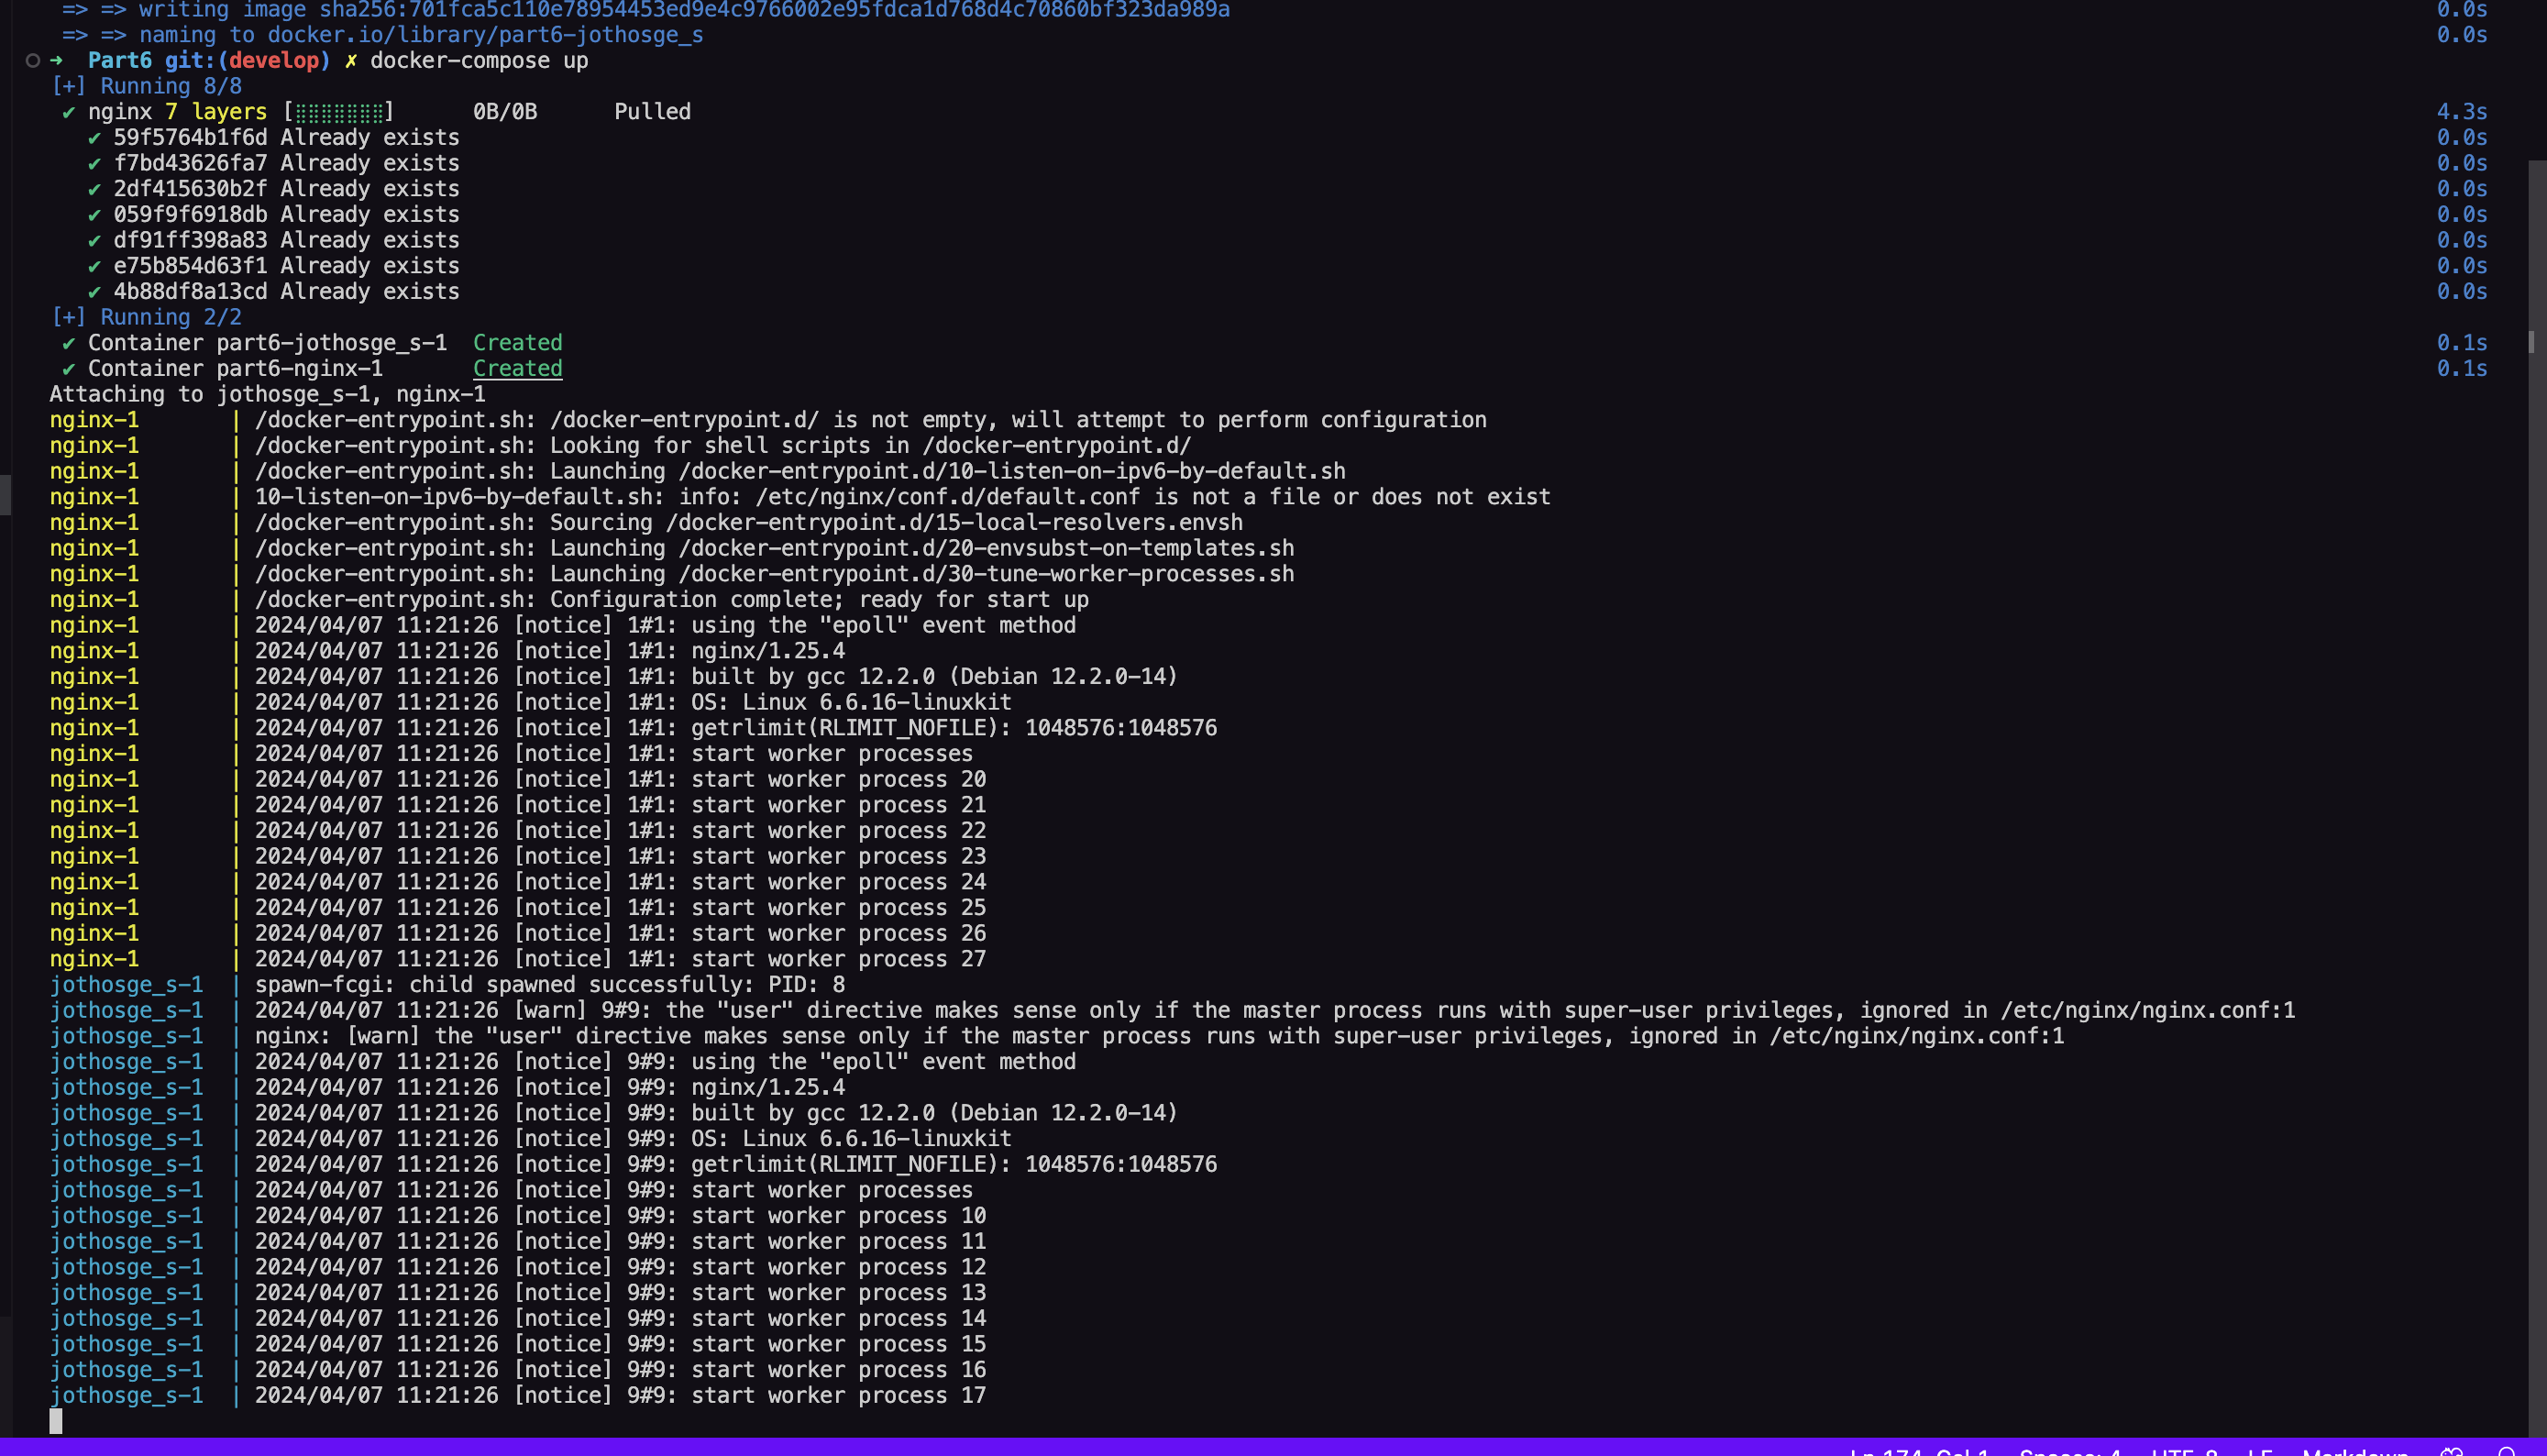 => => writing image sha256:701fca5c110e78954453ed9e4c9766002e95fdca1d768d4c70860bf323da989a 0.0s
=> => naming to docker.io/library/part6-jothosge_s 0.0s
➜ Part6 git:(develop) ✗ docker-compose up
[+] Running 8/8
✔ nginx 7 layers [⣿⣿⣿⣿⣿⣿⣿] 0B/0B Pulled 4.3s
✔ 59f5764b1f6d Already exists 0.0s
✔ f7bd43626fa7 Already exists 0.0s
✔ 2df415630b2f Already exists 0.0s
✔ 059f9f6918db Already exists 0.0s
✔ df91ff398a83 Already exists 0.0s
✔ e75b854d63f1 Already exists 0.0s
✔ 4b88df8a13cd Already exists 0.0s
[+] Running 2/2
✔ Container part6-jothosge_s-1 Created 0.1s
✔ Container part6-nginx-1 Created 0.1s
Attaching to jothosge_s-1, nginx-1
nginx-1 | /docker-entrypoint.sh: /docker-entrypoint.d/ is not empty, will attempt to perform configuration
nginx-1 | /docker-entrypoint.sh: Looking for shell scripts in /docker-entrypoint.d/
nginx-1 | /docker-entrypoint.sh: Launching /docker-entrypoint.d/10-listen-on-ipv6-by-default.sh
nginx-1 | 10-listen-on-ipv6-by-default.sh: info: /etc/nginx/conf.d/default.conf is not a file or does not exist
nginx-1 | /docker-entrypoint.sh: Sourcing /docker-entrypoint.d/15-local-resolvers.envsh
nginx-1 | /docker-entrypoint.sh: Launching /docker-entrypoint.d/20-envsubst-on-templates.sh
nginx-1 | /docker-entrypoint.sh: Launching /docker-entrypoint.d/30-tune-worker-processes.sh
nginx-1 | /docker-entrypoint.sh: Configuration complete; ready for start up
nginx-1 | 2024/04/07 11:21:26 [notice] 1#1: using the "epoll" event method
nginx-1 | 2024/04/07 11:21:26 [notice] 1#1: nginx/1.25.4
nginx-1 | 2024/04/07 11:21:26 [notice] 1#1: built by gcc 12.2.0 (Debian 12.2.0-14)
nginx-1 | 2024/04/07 11:21:26 [notice] 1#1: OS: Linux 6.6.16-linuxkit
nginx-1 | 2024/04/07 11:21:26 [notice] 1#1: getrlimit(RLIMIT_NOFILE): 1048576:1048576
nginx-1 | 2024/04/07 11:21:26 [notice] 1#1: start worker processes
nginx-1 | 2024/04/07 11:21:26 [notice] 1#1: start worker process 20
nginx-1 | 2024/04/07 11:21:26 [notice] 1#1: start worker process 21
nginx-1 | 2024/04/07 11:21:26 [notice] 1#1: start worker process 22
nginx-1 | 2024/04/07 11:21:26 [notice] 1#1: start worker process 23
nginx-1 | 2024/04/07 11:21:26 [notice] 1#1: start worker process 24
nginx-1 | 2024/04/07 11:21:26 [notice] 1#1: start worker process 25
nginx-1 | 2024/04/07 11:21:26 [notice] 1#1: start worker process 26
nginx-1 | 2024/04/07 11:21:26 [notice] 1#1: start worker process 27
jothosge_s-1 | spawn-fcgi: child spawned successfully: PID: 8
jothosge_s-1 | 2024/04/07 11:21:26 [warn] 9#9: the "user" directive makes sense only if the master process runs with super-user privileges, ignored in /etc/nginx/nginx.conf:1
jothosge_s-1 | nginx: [warn] the "user" directive makes sense only if the master process runs with super-user privileges, ignored in /etc/nginx/nginx.conf:1
jothosge_s-1 | 2024/04/07 11:21:26 [notice] 9#9: using the "epoll" event method
jothosge_s-1 | 2024/04/07 11:21:26 [notice] 9#9: nginx/1.25.4
jothosge_s-1 | 2024/04/07 11:21:26 [notice] 9#9: built by gcc 12.2.0 (Debian 12.2.0-14)
jothosge_s-1 | 2024/04/07 11:21:26 [notice] 9#9: OS: Linux 6.6.16-linuxkit
jothosge_s-1 | 2024/04/07 11:21:26 [notice] 9#9: getrlimit(RLIMIT_NOFILE): 1048576:1048576
jothosge_s-1 | 2024/04/07 11:21:26 [notice] 9#9: start worker processes
jothosge_s-1 | 2024/04/07 11:21:26 [notice] 9#9: start worker process 10
jothosge_s-1 | 2024/04/07 11:21:26 [notice] 9#9: start worker process 11
jothosge_s-1 | 2024/04/07 11:21:26 [notice] 9#9: start worker process 12
jothosge_s-1 | 2024/04/07 11:21:26 [notice] 9#9: start worker process 13
jothosge_s-1 | 2024/04/07 11:21:26 [notice] 9#9: start worker process 14
jothosge_s-1 | 2024/04/07 11:21:26 [notice] 9#9: start worker process 15
jothosge_s-1 | 2024/04/07 11:21:26 [notice] 9#9: start worker process 16
jothosge_s-1 | 2024/04/07 11:21:26 [notice] 9#9: start worker process 17
Ln 174, Col 1 Spaces: 4 UTF-8 LF Markdown